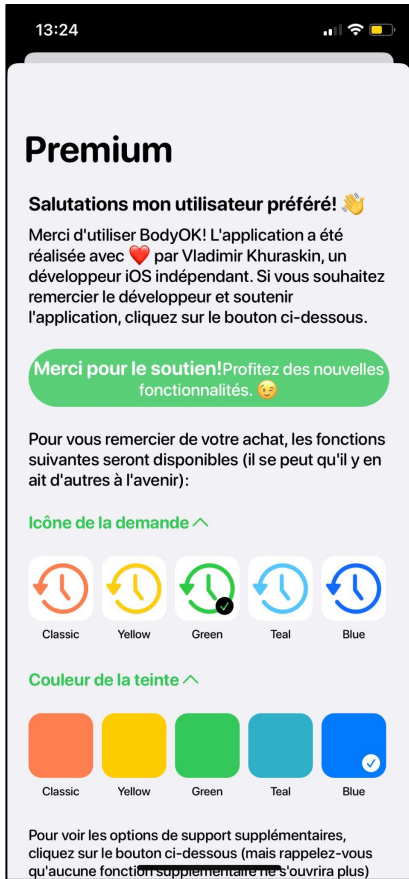 13:24
Premium
Salutations mon utilisateur préféré! 👋
Merci d'utiliser BodyOK! L'application a été
réalisée avec ❤️ par Vladimir Khuraskin, un
développeur iOS indépendant. Si vous souhaitez
remercier le développeur et soutenir
l'application, cliquez sur le bouton ci-dessous.
Merci pour le soutien!Profitez des nouvelles
fonctionnalités. 😉
Pour vous remercier de votre achat, les fonctions
suivantes seront disponibles (il se peut qu'il y en
ait d'autres à l'avenir):
Icône de la demande
Classic Yellow Green Teal Blue
Couleur de la teinte
Classic Yellow Green Teal Blue
Pour voir les options de support supplémentaires,
cliquez sur le bouton ci-dessous (mais rappelez-vous
qu'aucune fonction supplémentaire ne s'ouvrira plus)